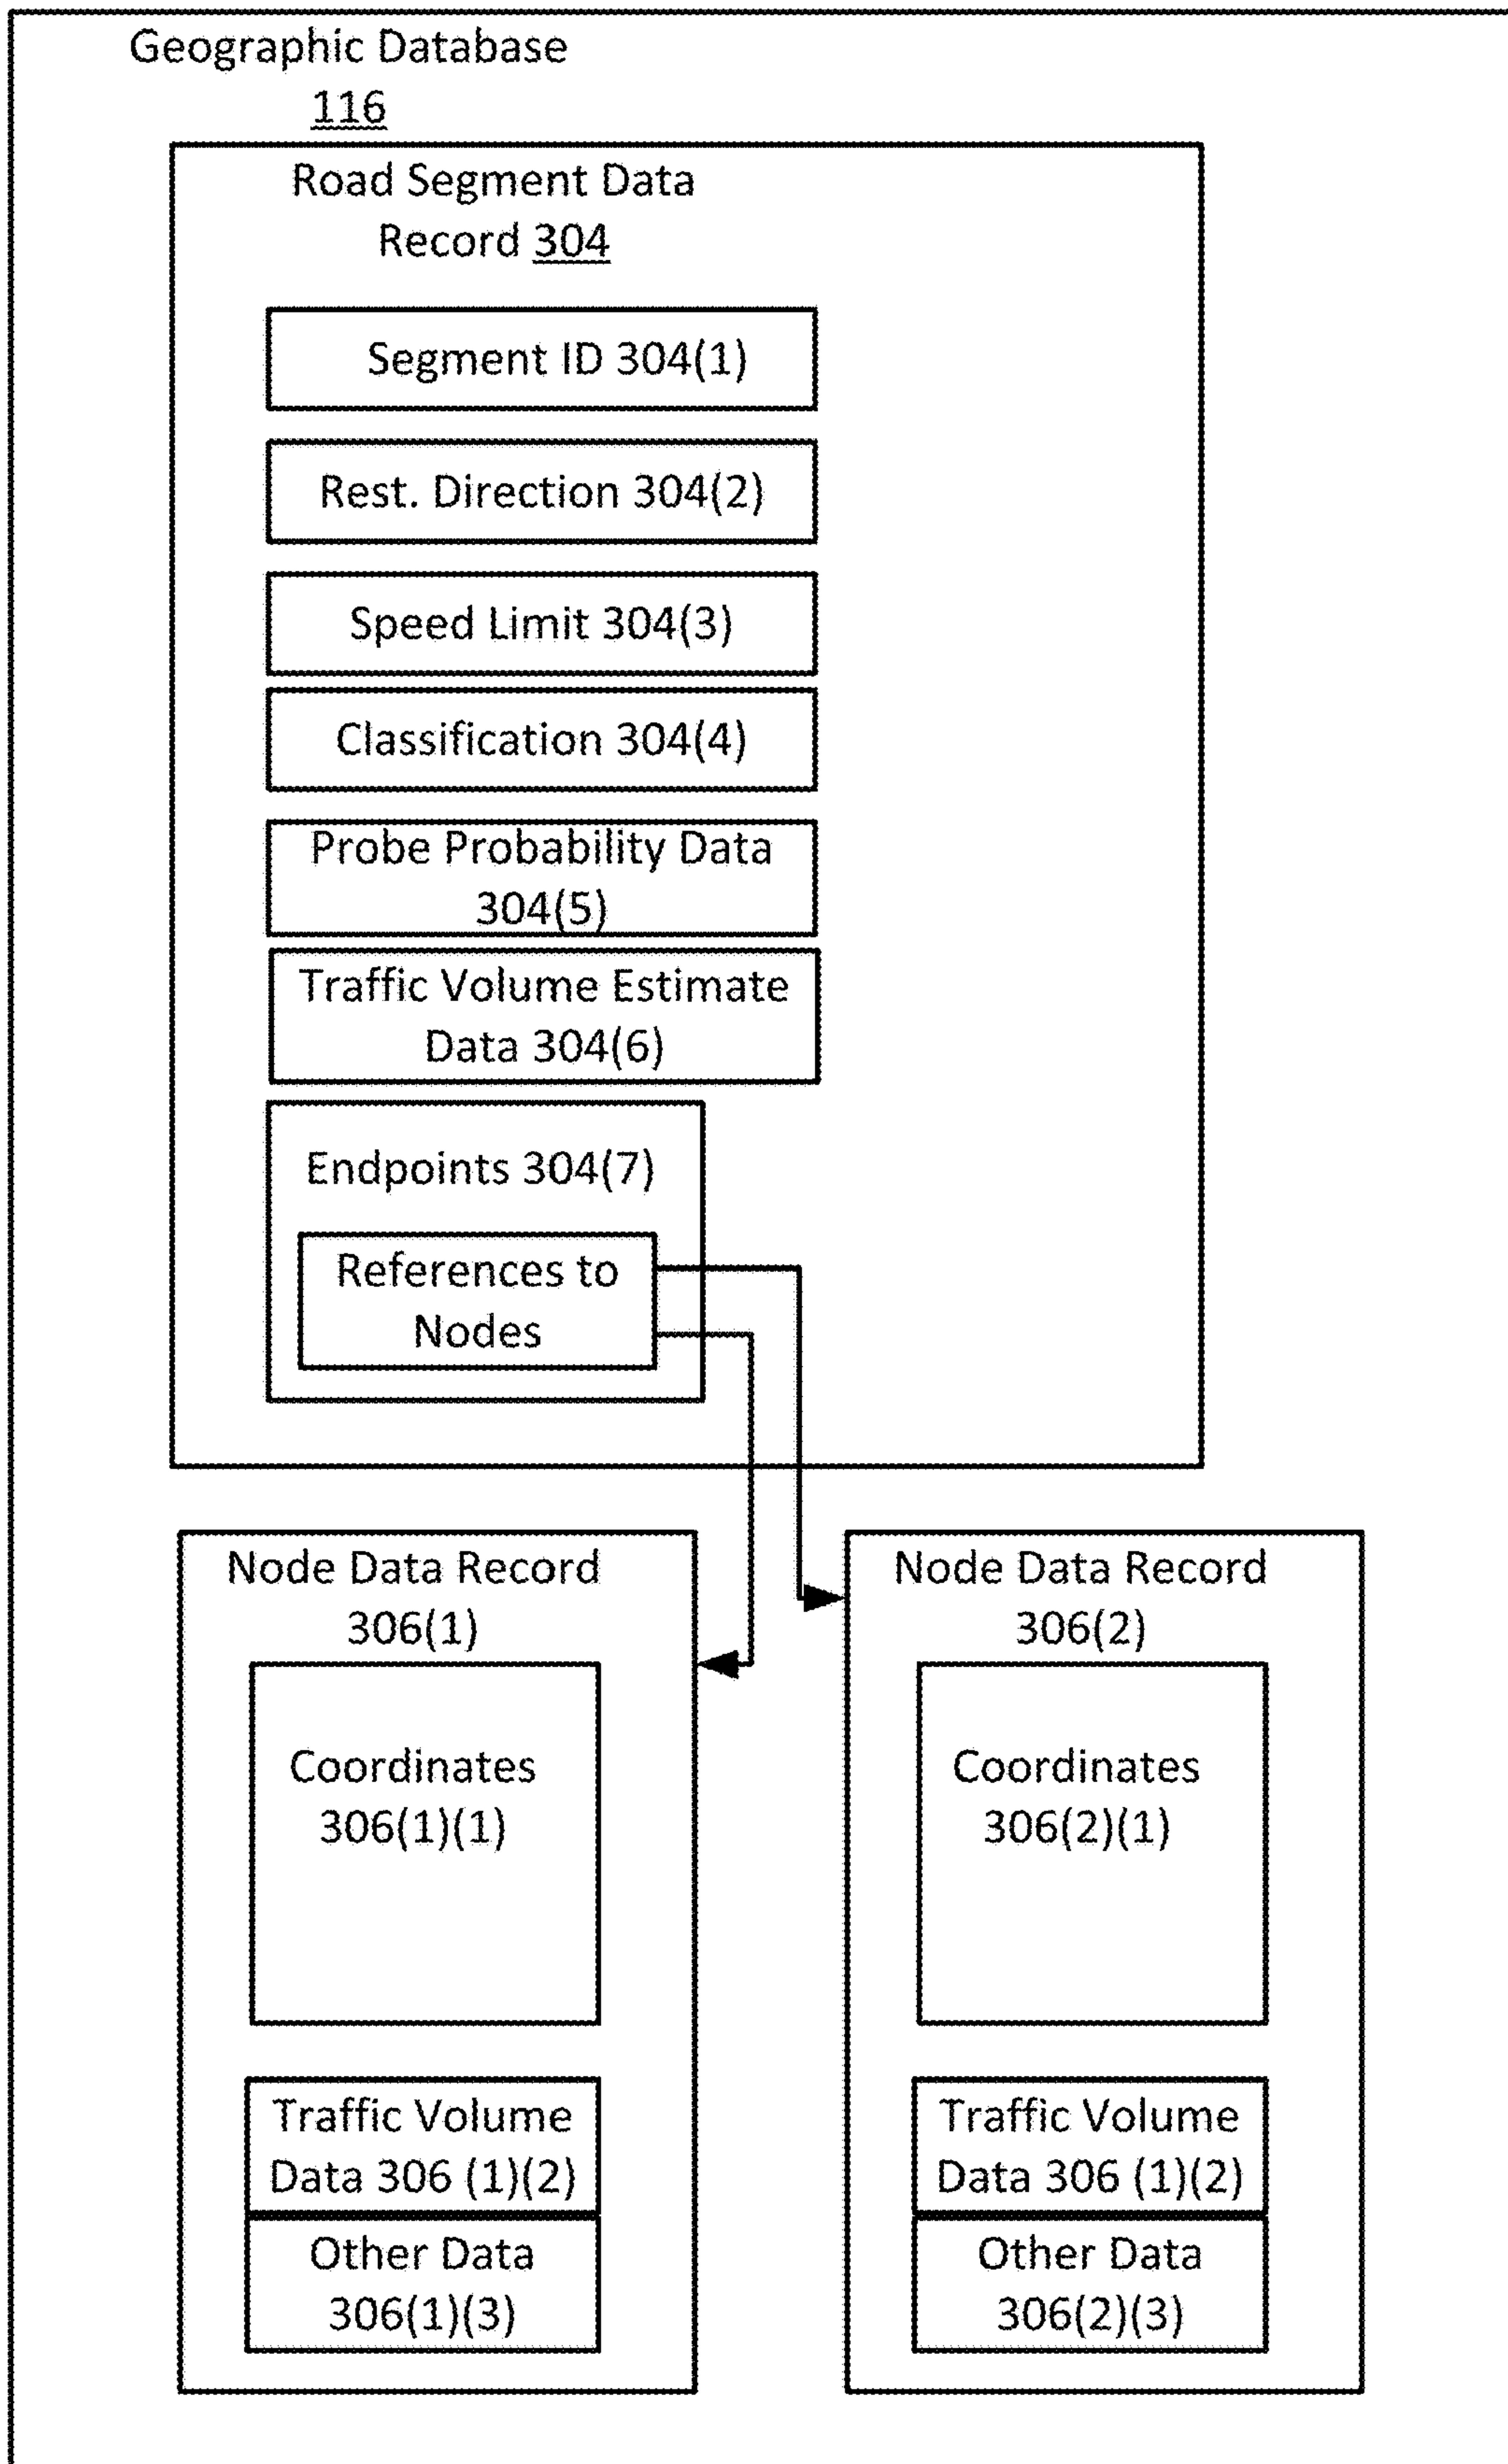 Geographic Database
116
Road Segment Data
Record 304
Segment ID 304(1)
Rest. Direction 304(2)
Speed Limit 304(3)
Classification 304(4)
Probe Probability Data
304(5)
Traffic Volume Estimate
Data 304(6)
Endpoints 304(7)
References to
Nodes
Node Data Record
306(1)
Coordinates
306(1)(1)
Traffic Volume
Data 306 (1)(2)
Other Data
306(1)(3)
Node Data Record
306(2)
Coordinates
306(2)(1)
Traffic Volume
Data 306 (1)(2)
Other Data
306(2)(3)